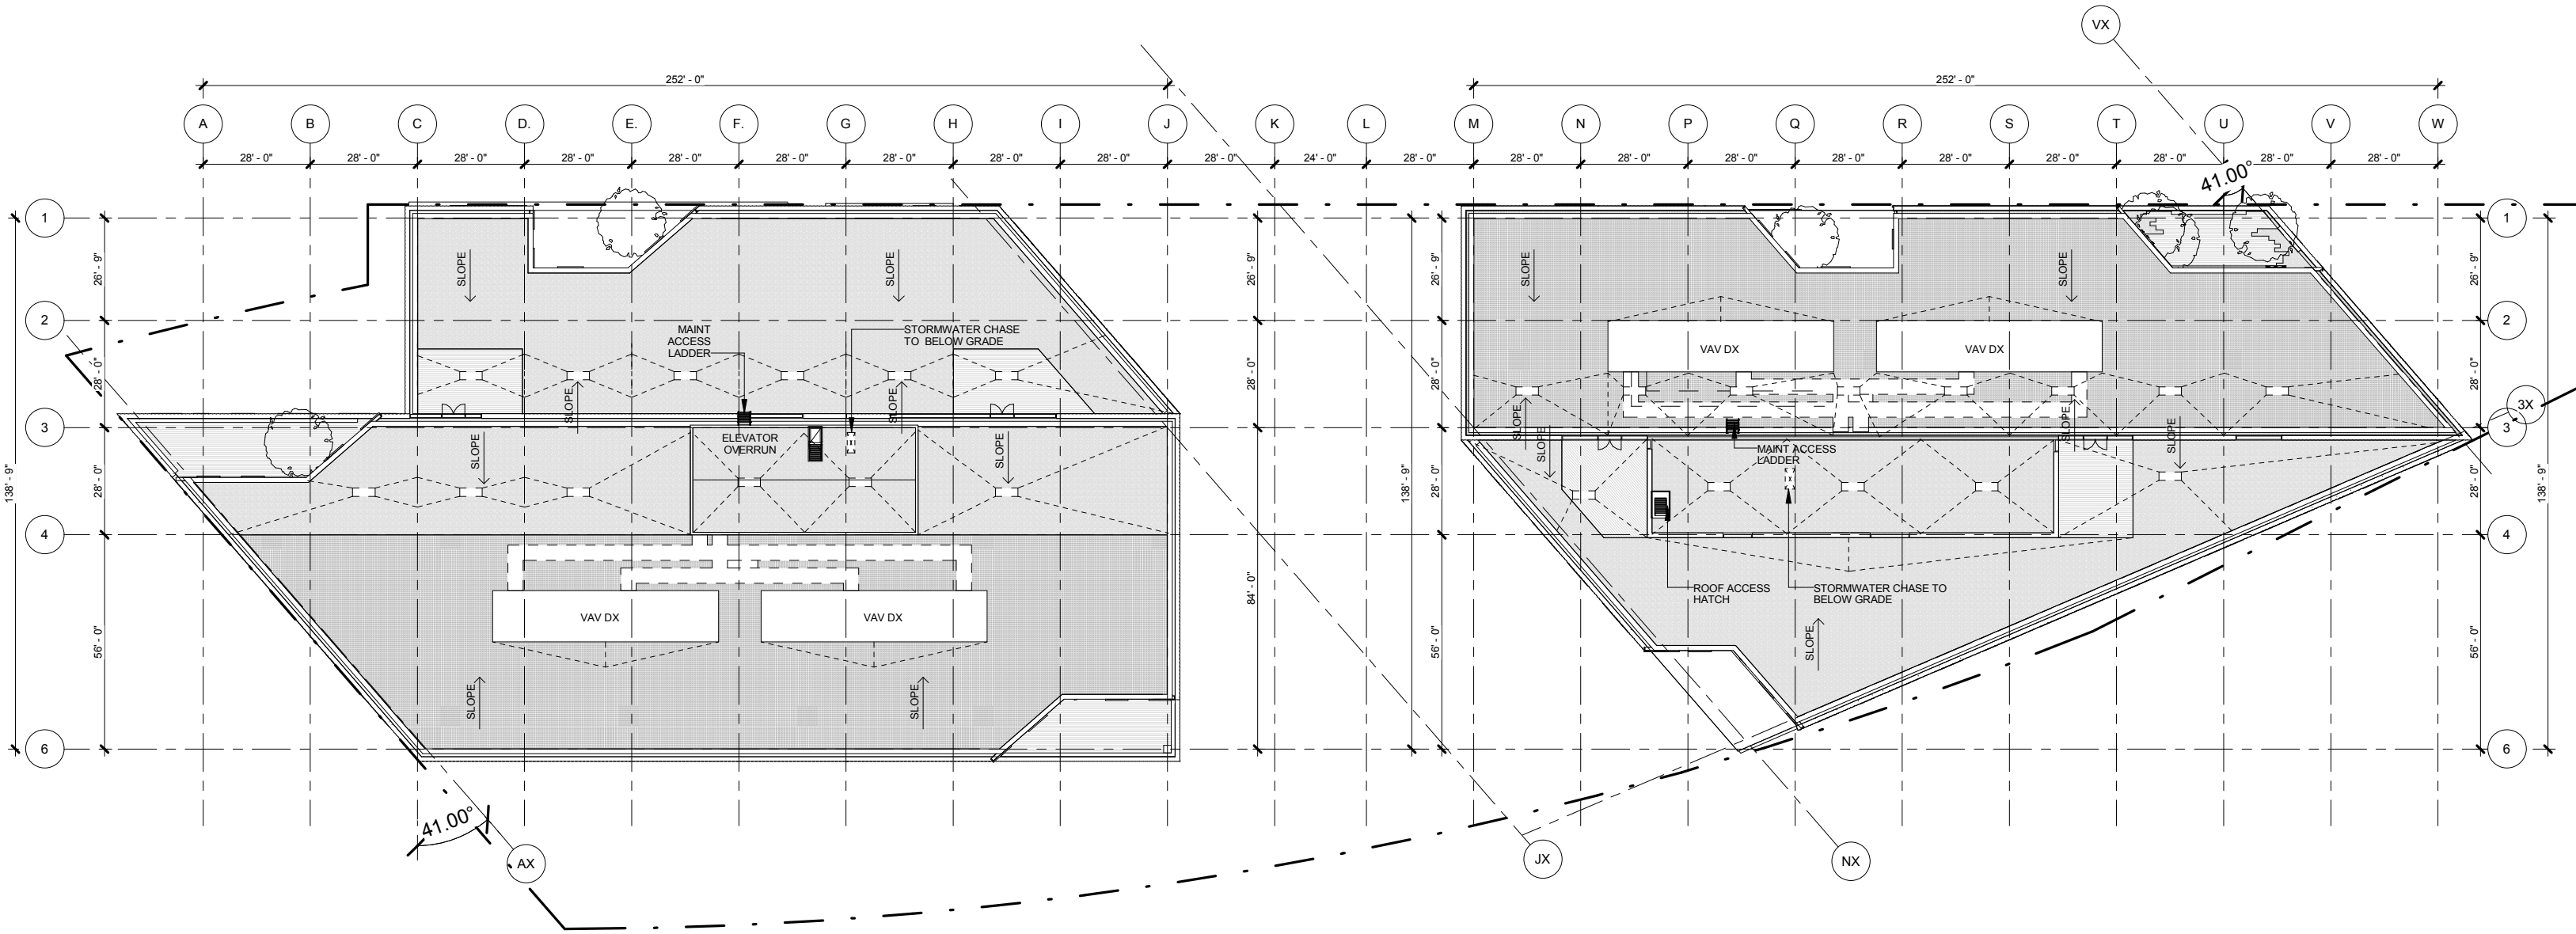 VX
252' - 0"
252' - 0"
A
B
C
D.
E.
F.
G
H
I
J
K
L
M
N
P
Q
R
S
T
U
V
W
28' - 0"
28' - 0"
28' - 0"
28' - 0"
28' - 0"
28' - 0"
28' - 0"
28' - 0"
28' - 0"
28' - 0"
24' - 0"
28' - 0"
28' - 0"
28' - 0"
28' - 0"
28' - 0"
28' - 0"
28' - 0"
28' - 0"
28' - 0"
28' - 0"
41.00°
1
1
26' - 9"
26' - 9"
26' - 9"
26' - 9"
SLOPE
SLOPE
SLOPE
SLOPE
2
2
MAINT
ACCESS
LADDER
STORMWATER CHASE
TO BELOW GRADE
VAV DX
VAV DX
28' - 0"
28' - 0"
28' - 0"
28' - 0"
SLOPE
SLOPE
SLOPE
SLOPE
3X
3
3
ELEVATOR
OVERRUN
SLOPE
SLOPE
SLOPE
SLOPE
MAINT ACCESS
LADDER
138' - 9"
28' - 0"
138' - 9"
28' - 0"
28' - 0"
138' - 9"
4
4
84' - 0"
ROOF ACCESS
HATCH
STORMWATER CHASE TO
BELOW GRADE
VAV DX
VAV DX
56' - 0"
56' - 0"
56' - 0"
SLOPE
SLOPE
SLOPE
6
6
41.00°
AX
JX
NX